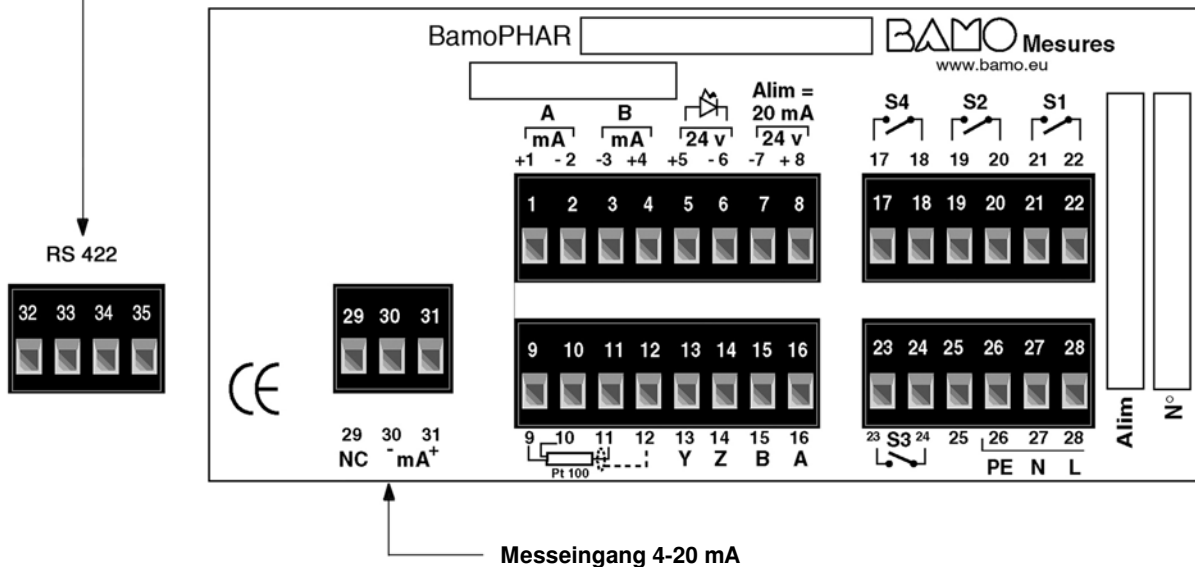 BamoPHAR BAMO Mesures
www.bamo.eu
A B Alim =
20 mA S4 S2 S1
mA mA 24 v 24 v
+1 - 2 -3 +4 +5 - 6 -7 + 8 17 18 19 20 21 22
1 2 3 4 5 6 7 8 17 18 19 20 21 22
RS 422
32 33 34 35 29 30 31
9 10 11 12 13 14 15 16 23 24 25 26 27 28
CE
Alim N°
29 30 31
NC - mA +
9 10 11 12 13 14 15 16 23 S3 24 25 26 27 28
Pt 100 Y Z B A PE N L
Messeingang 4-20 mA